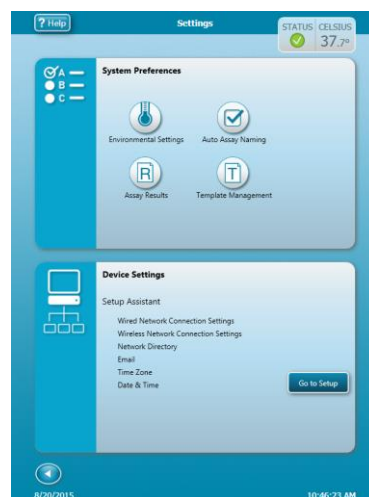 ? Help
Settings
STATUS
CELSIUS
37.7°
System Preferences
A
B
C
Environmental Settings
Auto Assay Naming
R
T
Assay Results
Template Management
Device Settings
Setup Assistant
Wired Network Connection Settings
Wireless Network Connection Settings
Network Directory
Email
Time Zone
Date & Time
Go to Setup
8/20/2015
10:46:23 AM